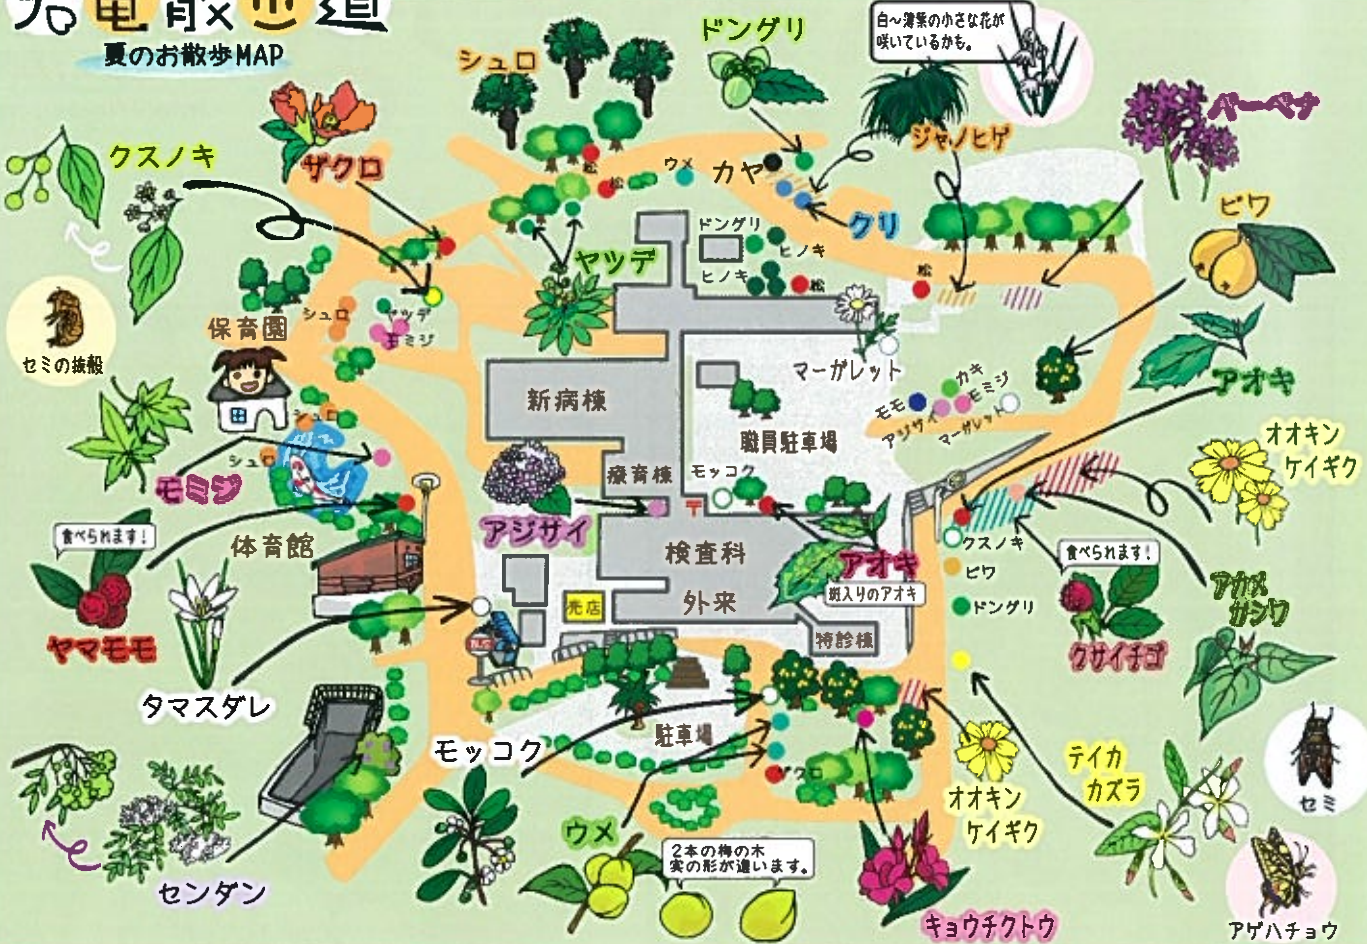 散歩道
夏のお散歩MAP
シュロ
ドングリ
白～薄紫の小さな花が
咲いているかも。
ジャノヒゲ
バーベナ
クスノキ
ザクロ
松
松
ウメ
カヤ
クリ
ビワ
ヤツデ
ドングリ
ヒノキ
ヒノキ
松
松
セミの抜殻
保育園
シュロ
ヤツデ
モミジ
マーガレット
アオキ
新病棟
職員駐車場
モモ
カキ
モミジ
アジサイ
マーガレット
オオキン
ケイギク
シュロ
シュロ
モミジ
アジサイ
療育棟
モッコク
〒
食べられます!
体育館
検査科
アオキ
斑入りのアオキ
クスノキ
ビワ
ドングリ
食べられます!
クサイチゴ
アカメ
ガシワ
ヤマモモ
タマスダレ
売店
外来
特診棟
モッコク
駐車場
ザクロ
オオキン
ケイギク
テイカ
カズラ
セミ
センダン
ウメ
2本の梅の木
実の形が違います。
キョウチクトウ
アゲハチョウ